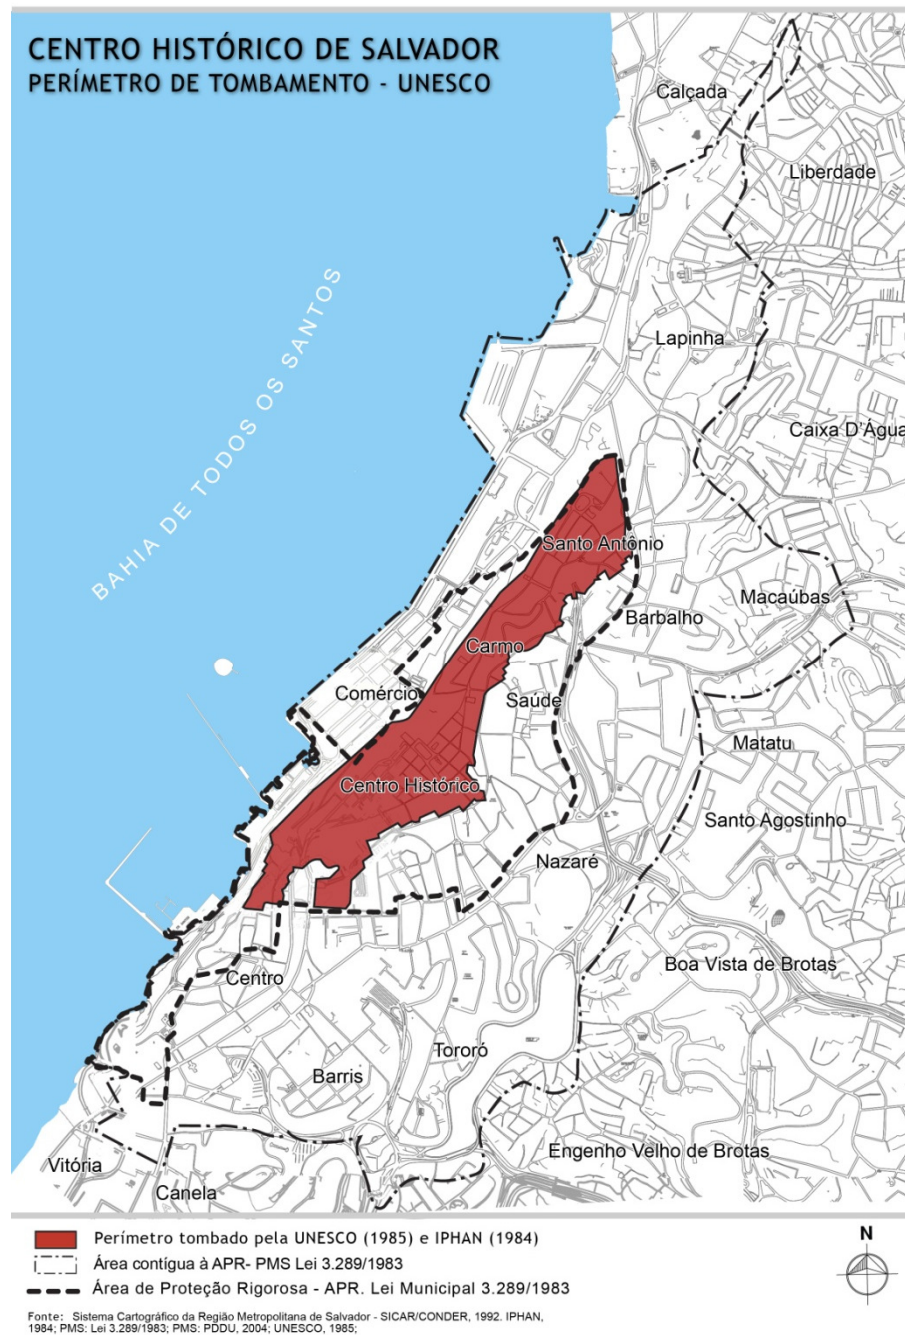 CENTRO HISTÓRICO DE SALVADOR
PERÍMETRO DE TOMBAMENTO - UNESCO
Calçada
Liberdade
BAHIA DE TODOS OS SANTOS
Lapinha
Caixa D'Água
Santo Antônio
Macaúbas
Barbalho
Carmo
Comércio
Saúde
Matatu
Centro Histórico
Santo Agostinho
Nazaré
Centro
Boa Vista de Brotas
Tororó
Barris
Engenho Velho de Brotas
Vitória
Canela
Perímetro tombado pela UNESCO (1985) e IPHAN (1984)
N
Área contígua à APR- PMS Lei 3.289/1983
Área de Proteção Rigorosa - APR. Lei Municipal 3.289/1983
Fonte: Sistema Cartográfico da Região Metropolitana de Salvador - SICAR/CONDER, 1992. IPHAN,
1984; PMS: Lei 3.289/1983; PMS: PDDU, 2004; UNESCO, 1985;